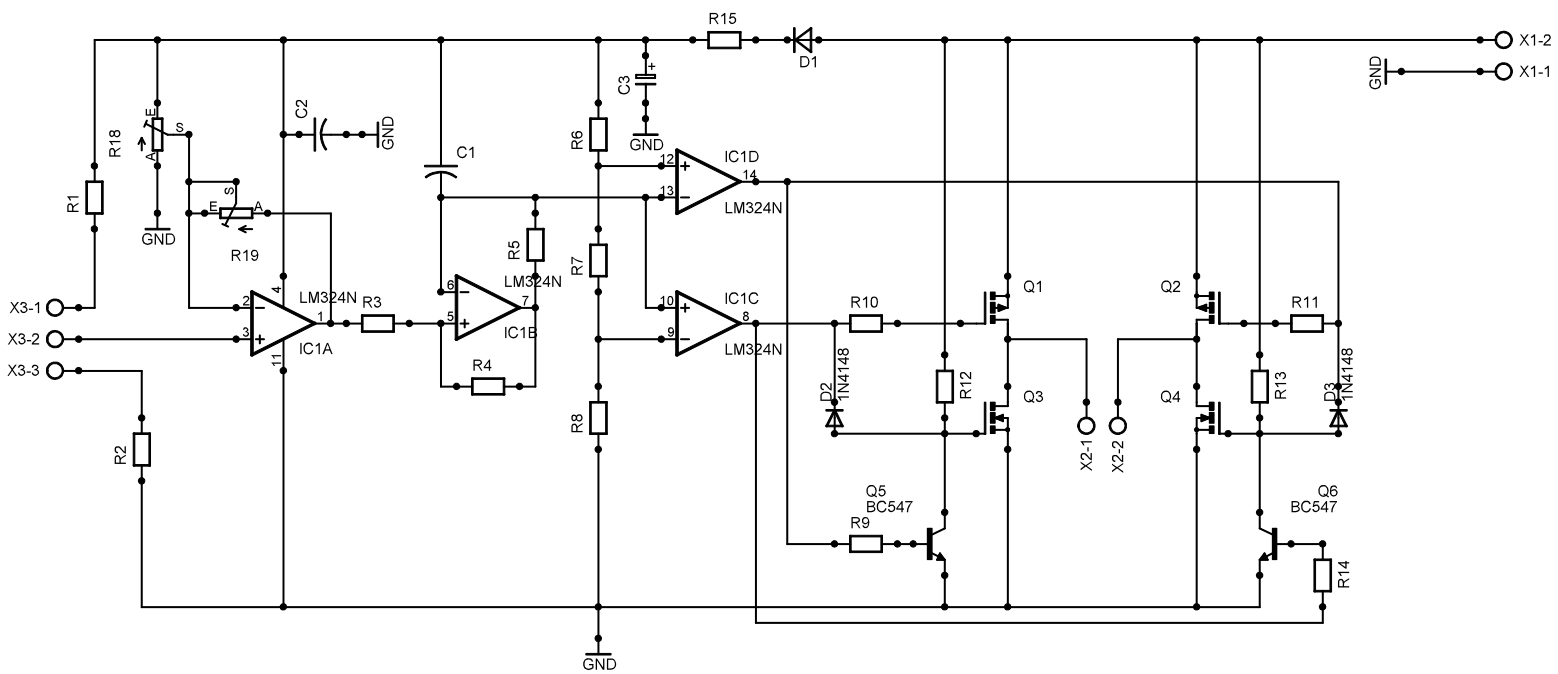 R15
X1-2
D1
+
C3
GND
X1-1
GND
E
S
R18
A
C2
GND
R6
C1
IC1D
12
+
14
13
−
LM324N
R1
GND
S
E
A
R19
R5
R7
LM324N
6
−
7
5
+
IC1B
X3-1
4
LM324N
2
−
1
3
+
IC1A
11
R3
IC1C
10
+
8
9
−
LM324N
R10
Q1
Q2
R11
X3-2
X3-3
R4
D2
1N4148
R12
Q3
Q4
R13
D3
1N4148
R2
R8
X2-1
X2-2
Q5
BC547
R9
Q6
BC547
R14
GND